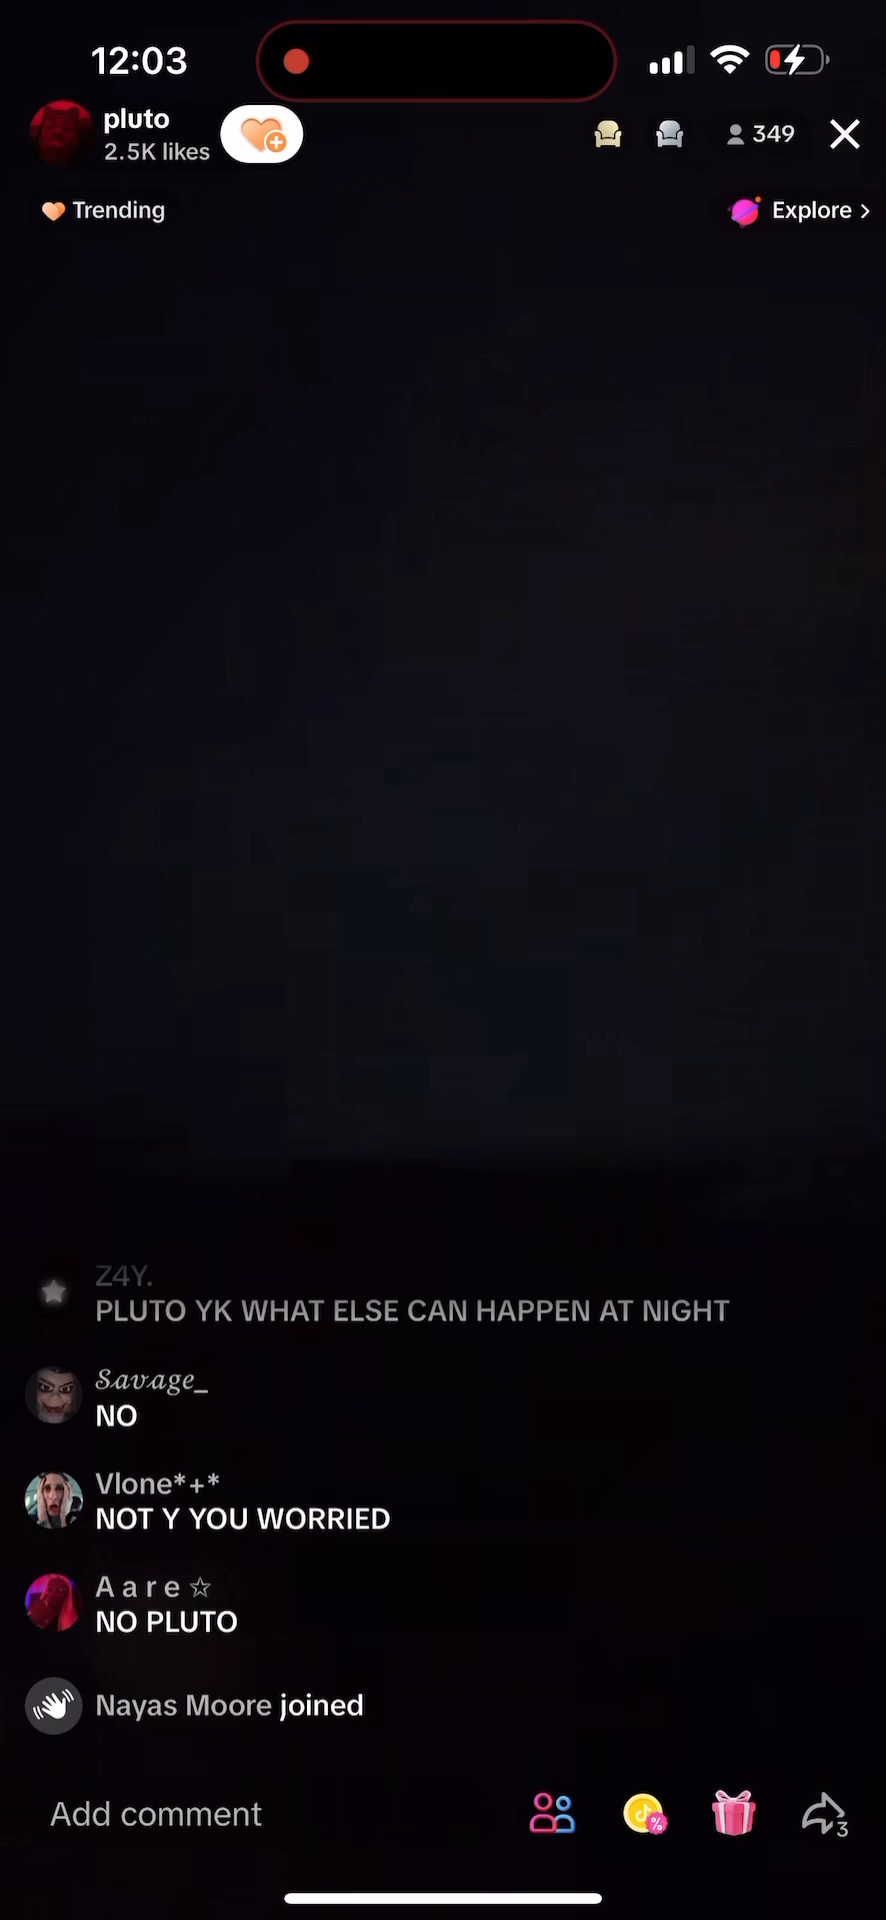 12:03
pluto
2.5K likes
349
Trending
Explore >
Z4Y.
PLUTO YK WHAT ELSE CAN HAPPEN AT NIGHT
𝓢𝓪𝓿𝓪𝓰𝓮_
NO
Vlone*+*
NOT Y YOU WORRIED
A a r e ☆
NO PLUTO
Nayas Moore joined
Add comment
%
3